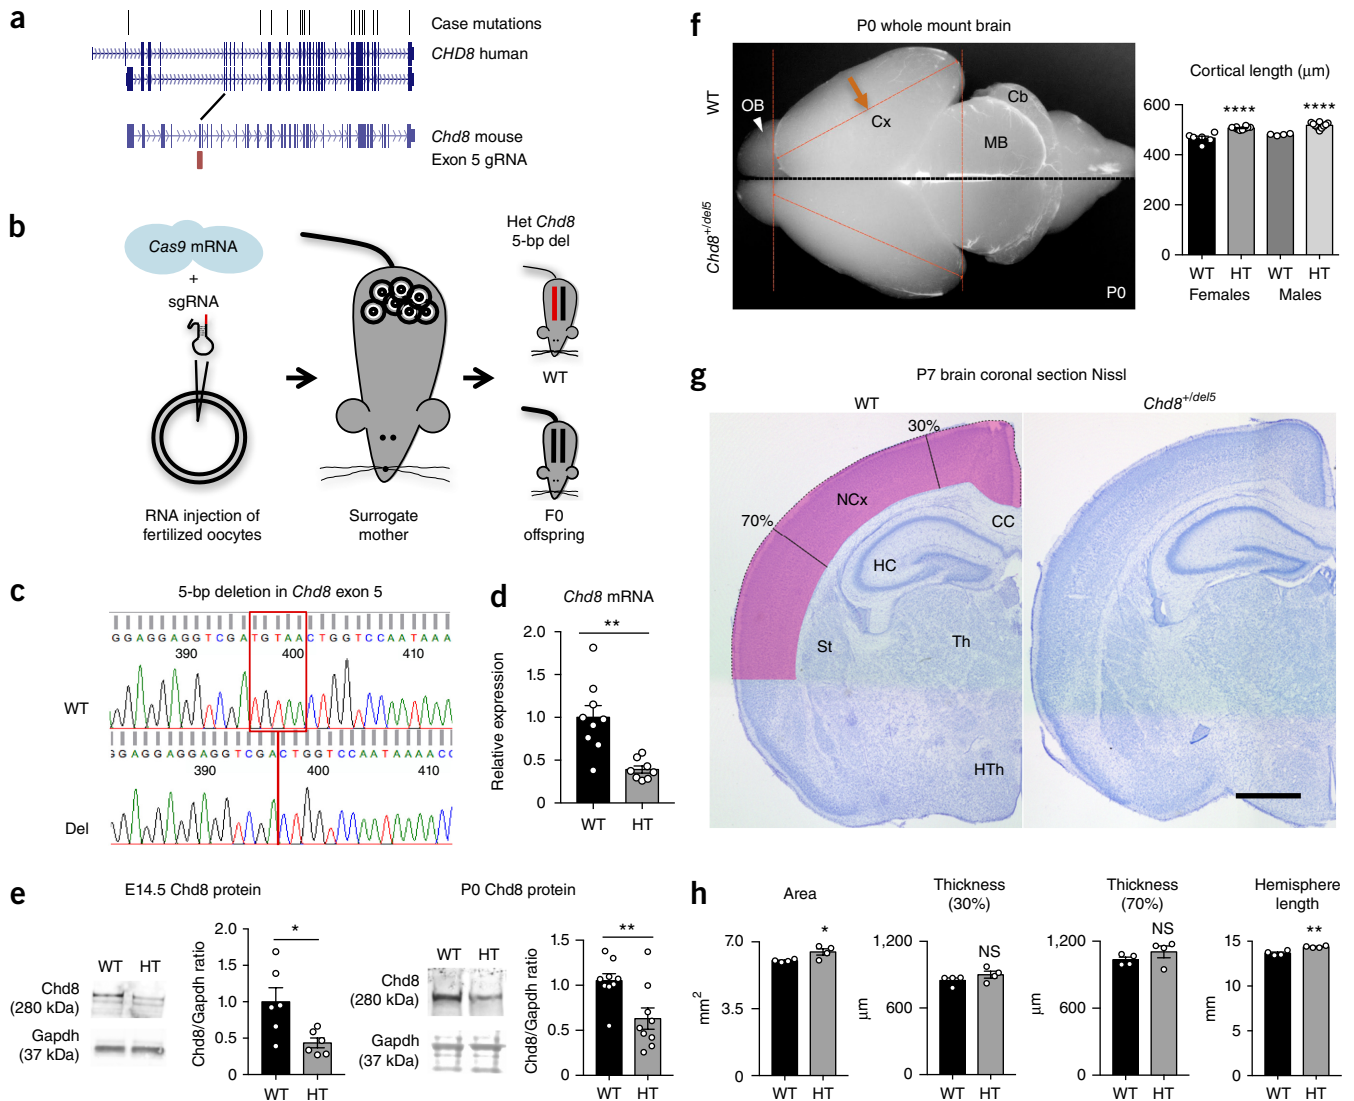 a
Case mutations
CHD8 human
Chd8 mouse
Exon 5 gRNA
b
Cas9 mRNA
+
sgRNA
RNA injection of
fertilized oocytes
Surrogate
mother
Het Chd8
5-bp del
WT
F0
offspring
c
5-bp deletion in Chd8 exon 5
GGAGGAGGTCGATGTAACTGGTCCAATAAA
390 400 410
WT
GGAGGAGGAGGTCGACTGGTCCAATAAAACC
390 400 410
Del
d
Chd8 mRNA
**
Relative expression
2.0
1.5
1.0
0.5
0
WT HT
e
E14.5 Chd8 protein
WT HT
Chd8
(280 kDa)
Gapdh
(37 kDa)
Chd8/Gapdh ratio
2.0
1.5
1.0
0.5
0
*
WT HT
P0 Chd8 protein
WT HT
Chd8
(280 kDa)
Gapdh
(37 kDa)
Chd8/Gapdh ratio
1.5
1.0
0.5
0
**
WT HT
f
P0 whole mount brain
WT
Chd8+/del5
OB
Cx
Cb
MB
P0
Cortical length (μm)
600
400
200
0
**** ****
WT HT WT HT
Females Males
g
P7 brain coronal section Nissl
WT
Chd8+/del5
30%
70%
NCx
CC
HC
St
Th
HTh
h
Area
mm2
7.0
3.5
0
*
WT HT
Thickness
(30%)
μm
1,200
600
0
NS
WT HT
Thickness
(70%)
μm
1,200
600
0
NS
WT HT
Hemisphere
length
mm
15
10
5
0
**
WT HT